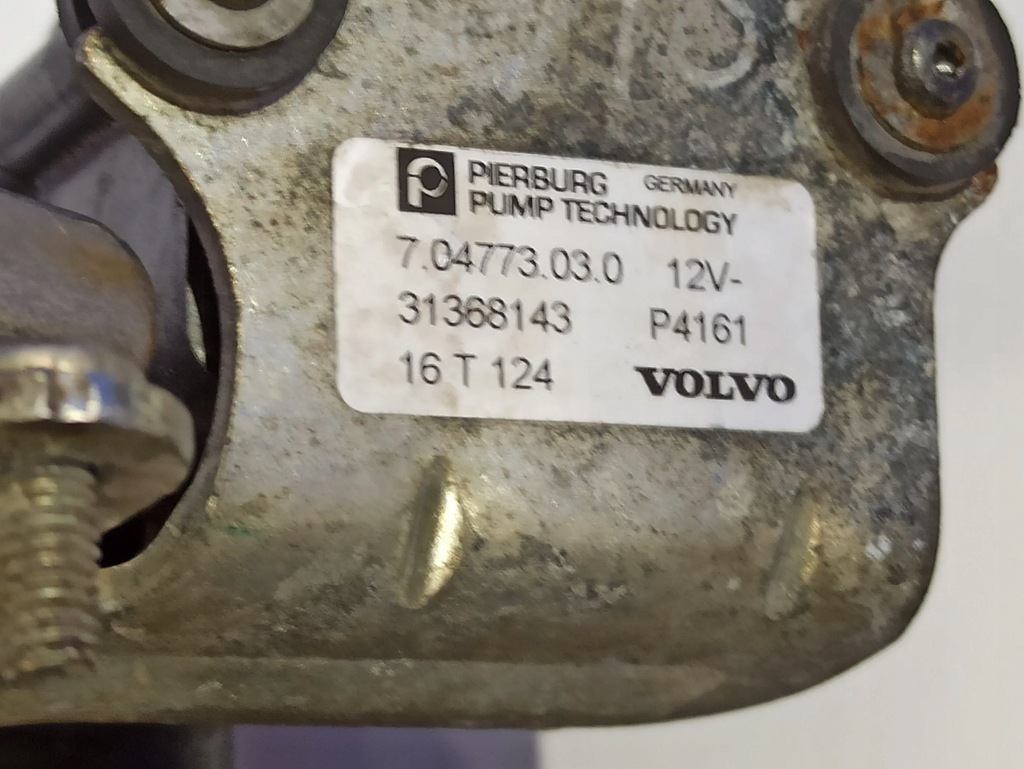 PIERBURG GERMANY
PUMP TECHNOLOGY
7.04773.03.0 12V-
31368143 P4161
16 T 124 VOLVO